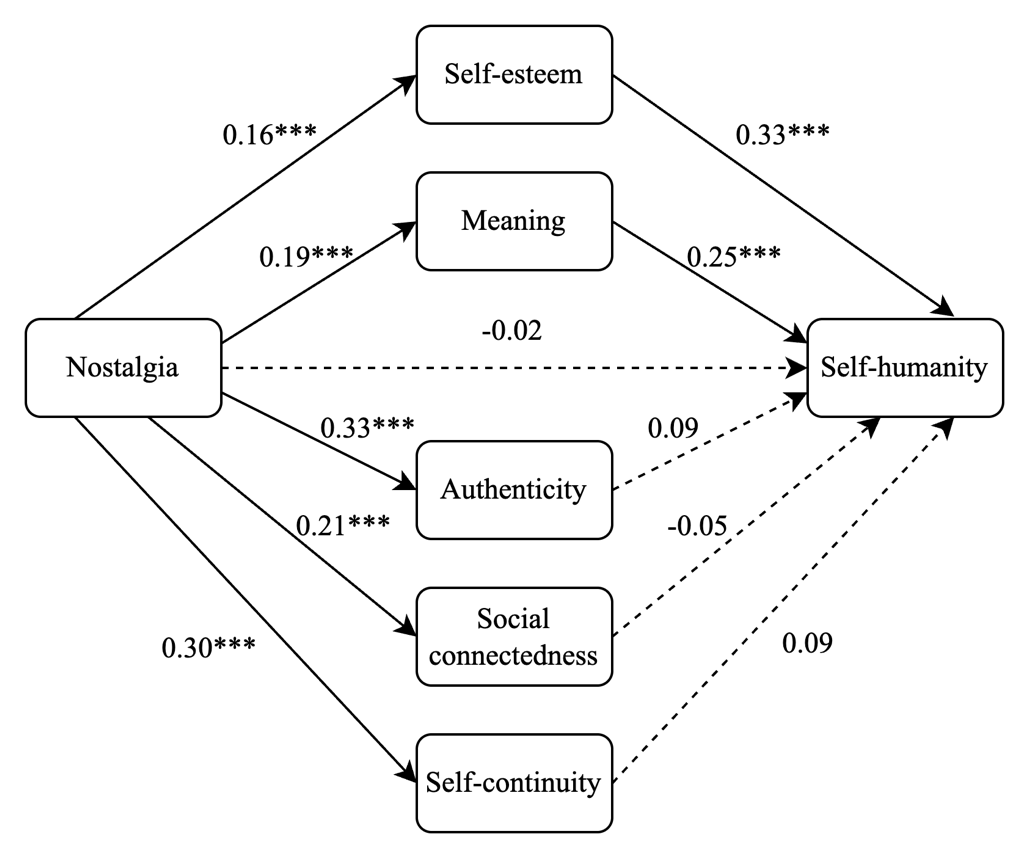 Self-esteem
0.16***
0.33***
Meaning
0.19***
0.25***
-0.02
Nostalgia
Self-humanity
0.33***
0.09
Authenticity
0.21***
-0.05
Social
connectedness
0.30***
0.09
Self-continuity